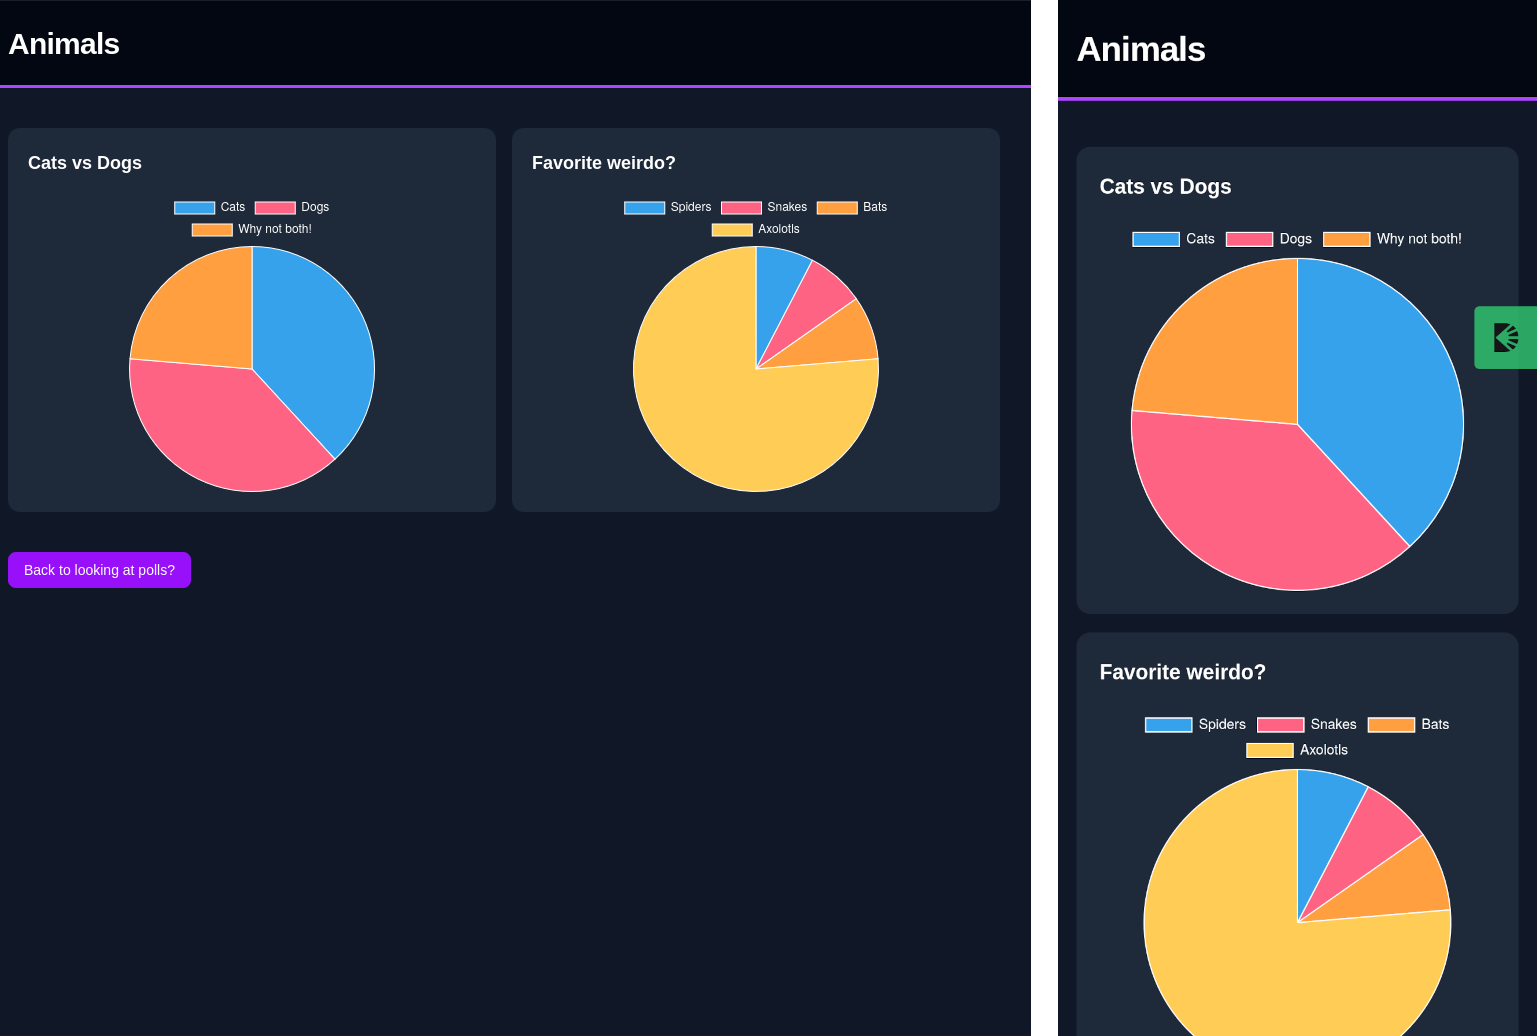 Animals
Cats vs Dogs
Cats Dogs
Why not both!
Favorite weirdo?
Spiders Snakes Bats
Axolotls
Back to looking at polls?
Animals
Cats vs Dogs
Cats Dogs Why not both!
Favorite weirdo?
Spiders Snakes Bats
Axolotls